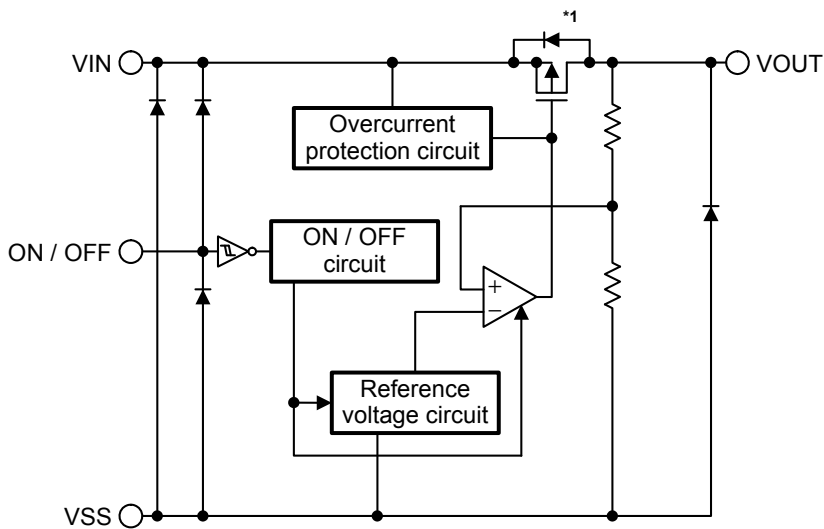 *1
VIN
VOUT
Overcurrent
protection circuit
ON / OFF
ON / OFF
circuit
+
−
Reference
voltage circuit
VSS